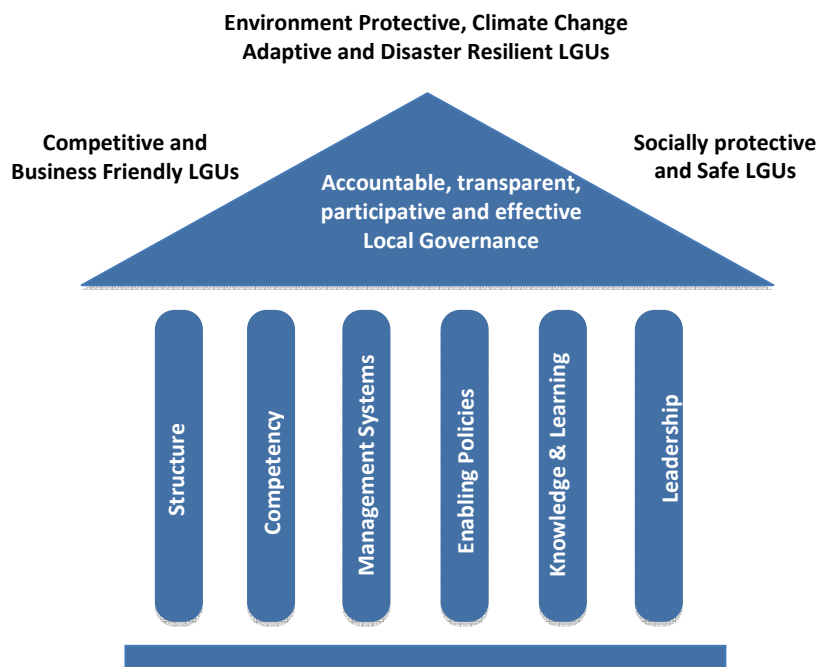 Environment Protective, Climate Change
Adaptive and Disaster Resilient LGUs
Competitive and
Business Friendly LGUs
Socially protective
and Safe LGUs
Accountable, transparent,
participative and effective
Local Governance
Structure
Competency
Management Systems
Enabling Policies
Knowledge & Learning
Leadership